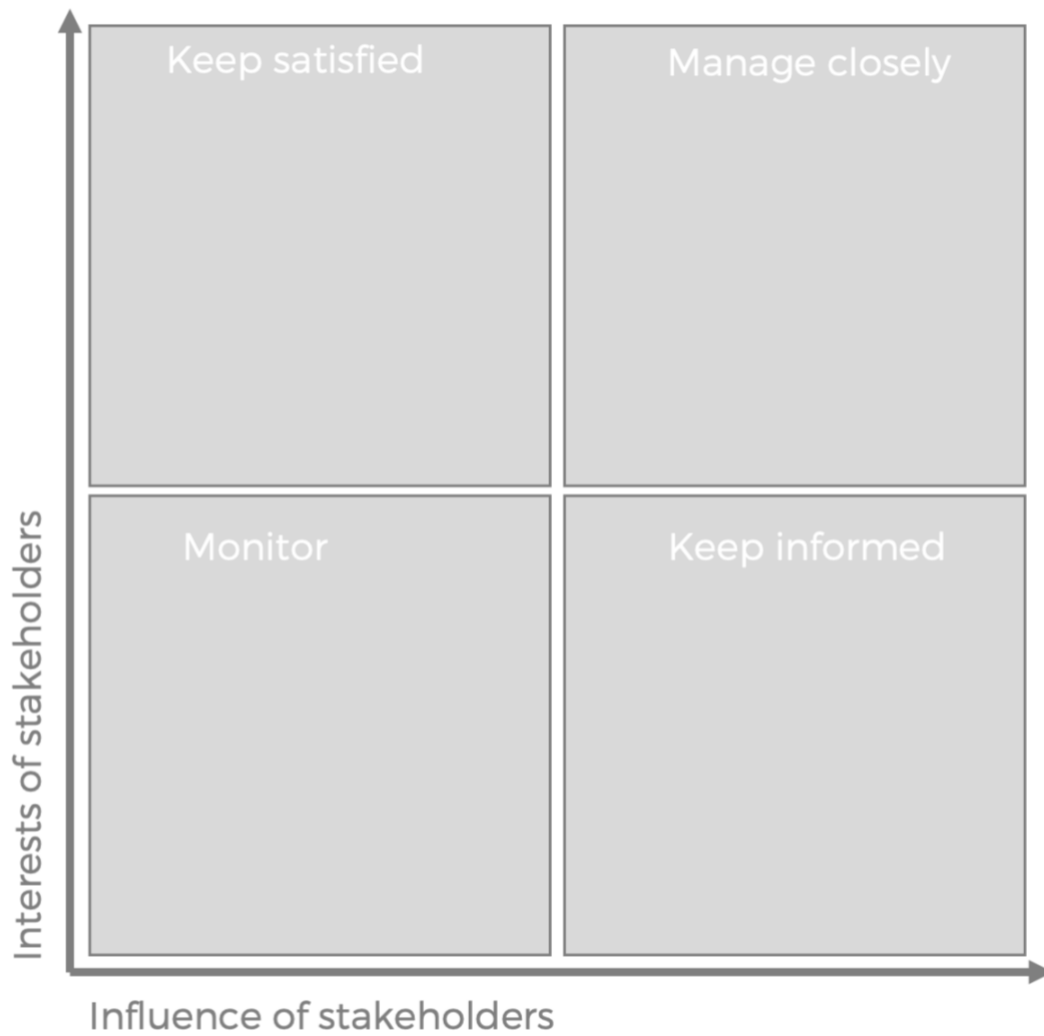 Keep satisfied
Manage closely
Monitor
Keep informed
Interests of stakeholders
Influence of stakeholders